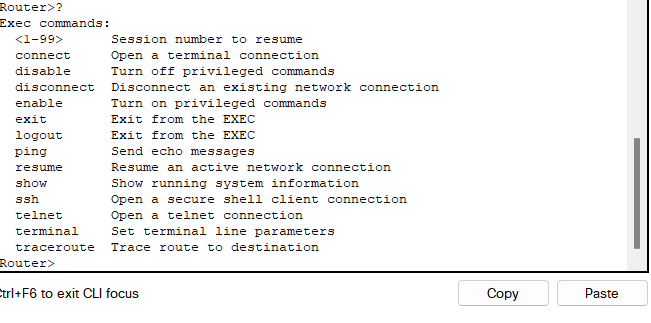 Router>?
Exec commands:
<1-99> Session number to resume
connect Open a terminal connection
disable Turn off privileged commands
disconnect Disconnect an existing network connection
enable Turn on privileged commands
exit Exit from the EXEC
logout Exit from the EXEC
ping Send echo messages
resume Resume an active network connection
show Show running system information
ssh Open a secure shell client connection
telnet Open a telnet connection
terminal Set terminal line parameters
traceroute Trace route to destination
Router>
trl+F6 to exit CLI focus
Copy
Paste